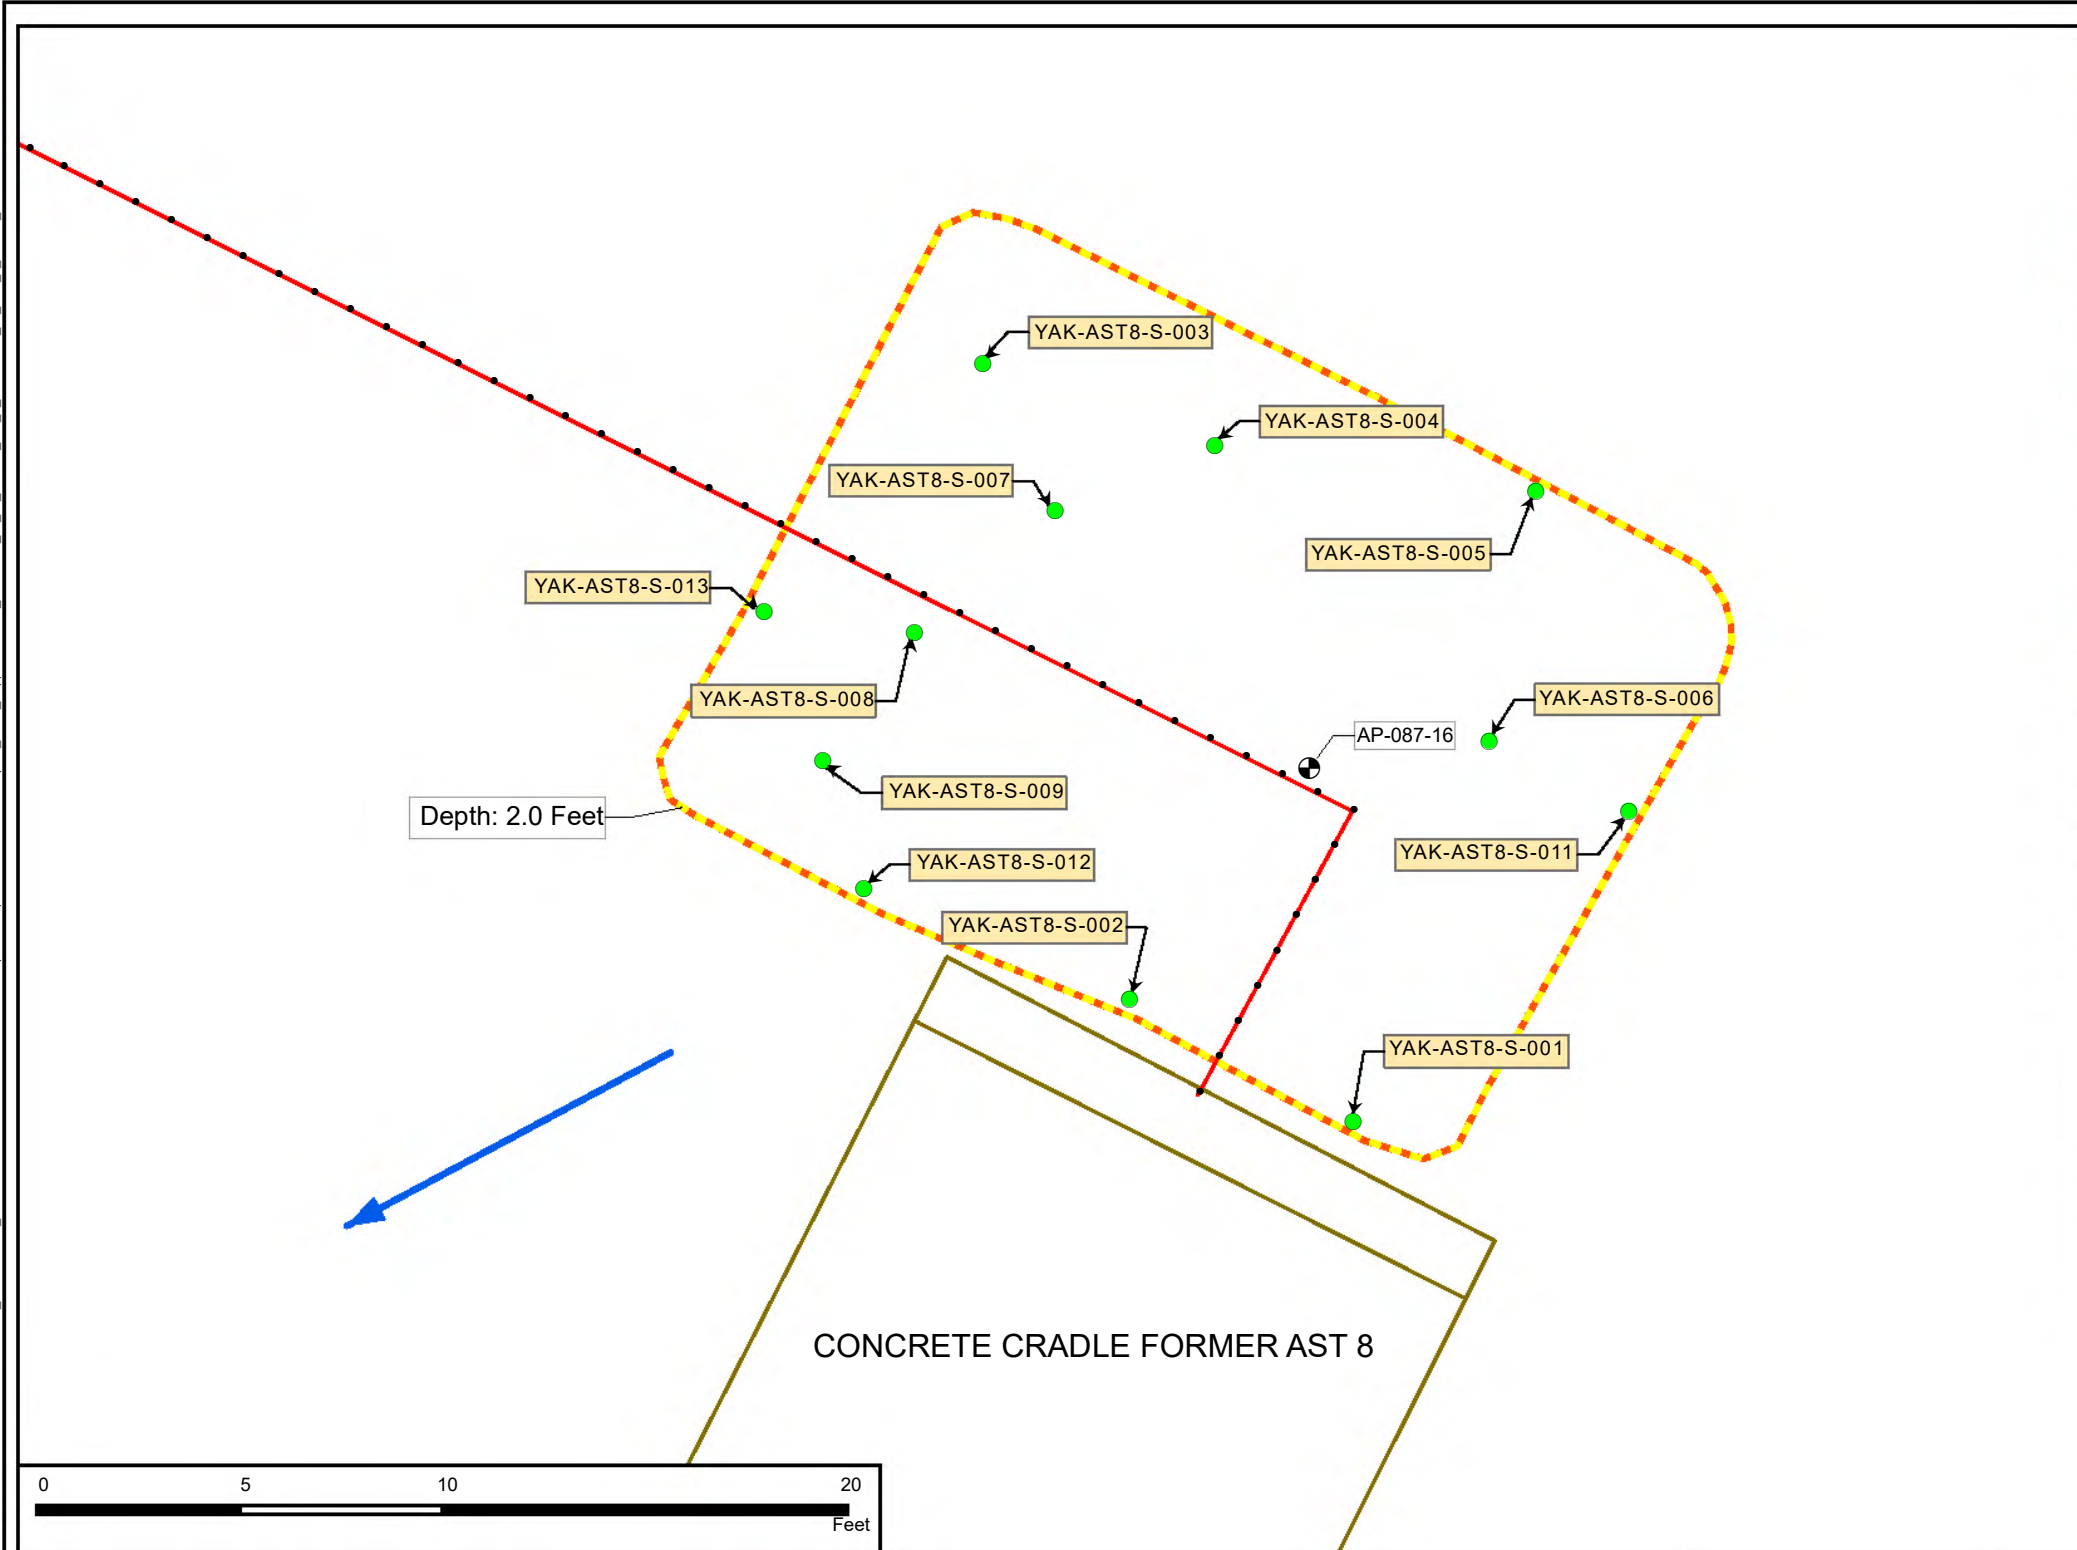 YAK-AST8-S-003
YAK-AST8-S-004
YAK-AST8-S-007
YAK-AST8-S-005
YAK-AST8-S-013
YAK-AST8-S-008
YAK-AST8-S-006
AP-087-16
YAK-AST8-S-009
Depth: 2.0 Feet
YAK-AST8-S-011
YAK-AST8-S-012
YAK-AST8-S-002
YAK-AST8-S-001
CONCRETE CRADLE FORMER AST 8
0 5 10 20
Feet